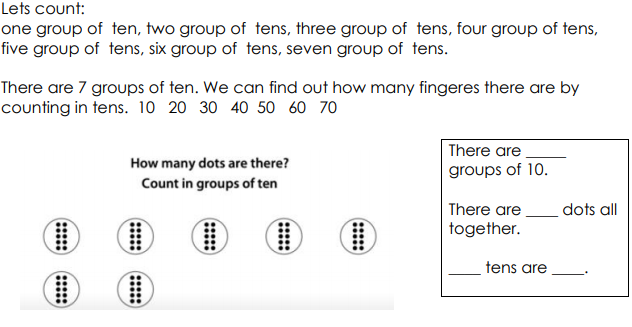 Lets count:
one group of ten, two group of tens, three group of tens, four group of tens,
five group of tens, six group of tens, seven group of tens.
There are 7 groups of ten. We can find out how many fingeres there are by
counting in tens. 10 20 30 40 50 60 70
How many dots are there?
Count in groups of ten
There are _____
groups of 10.
There are ____ dots all
together.
____ tens are ____.